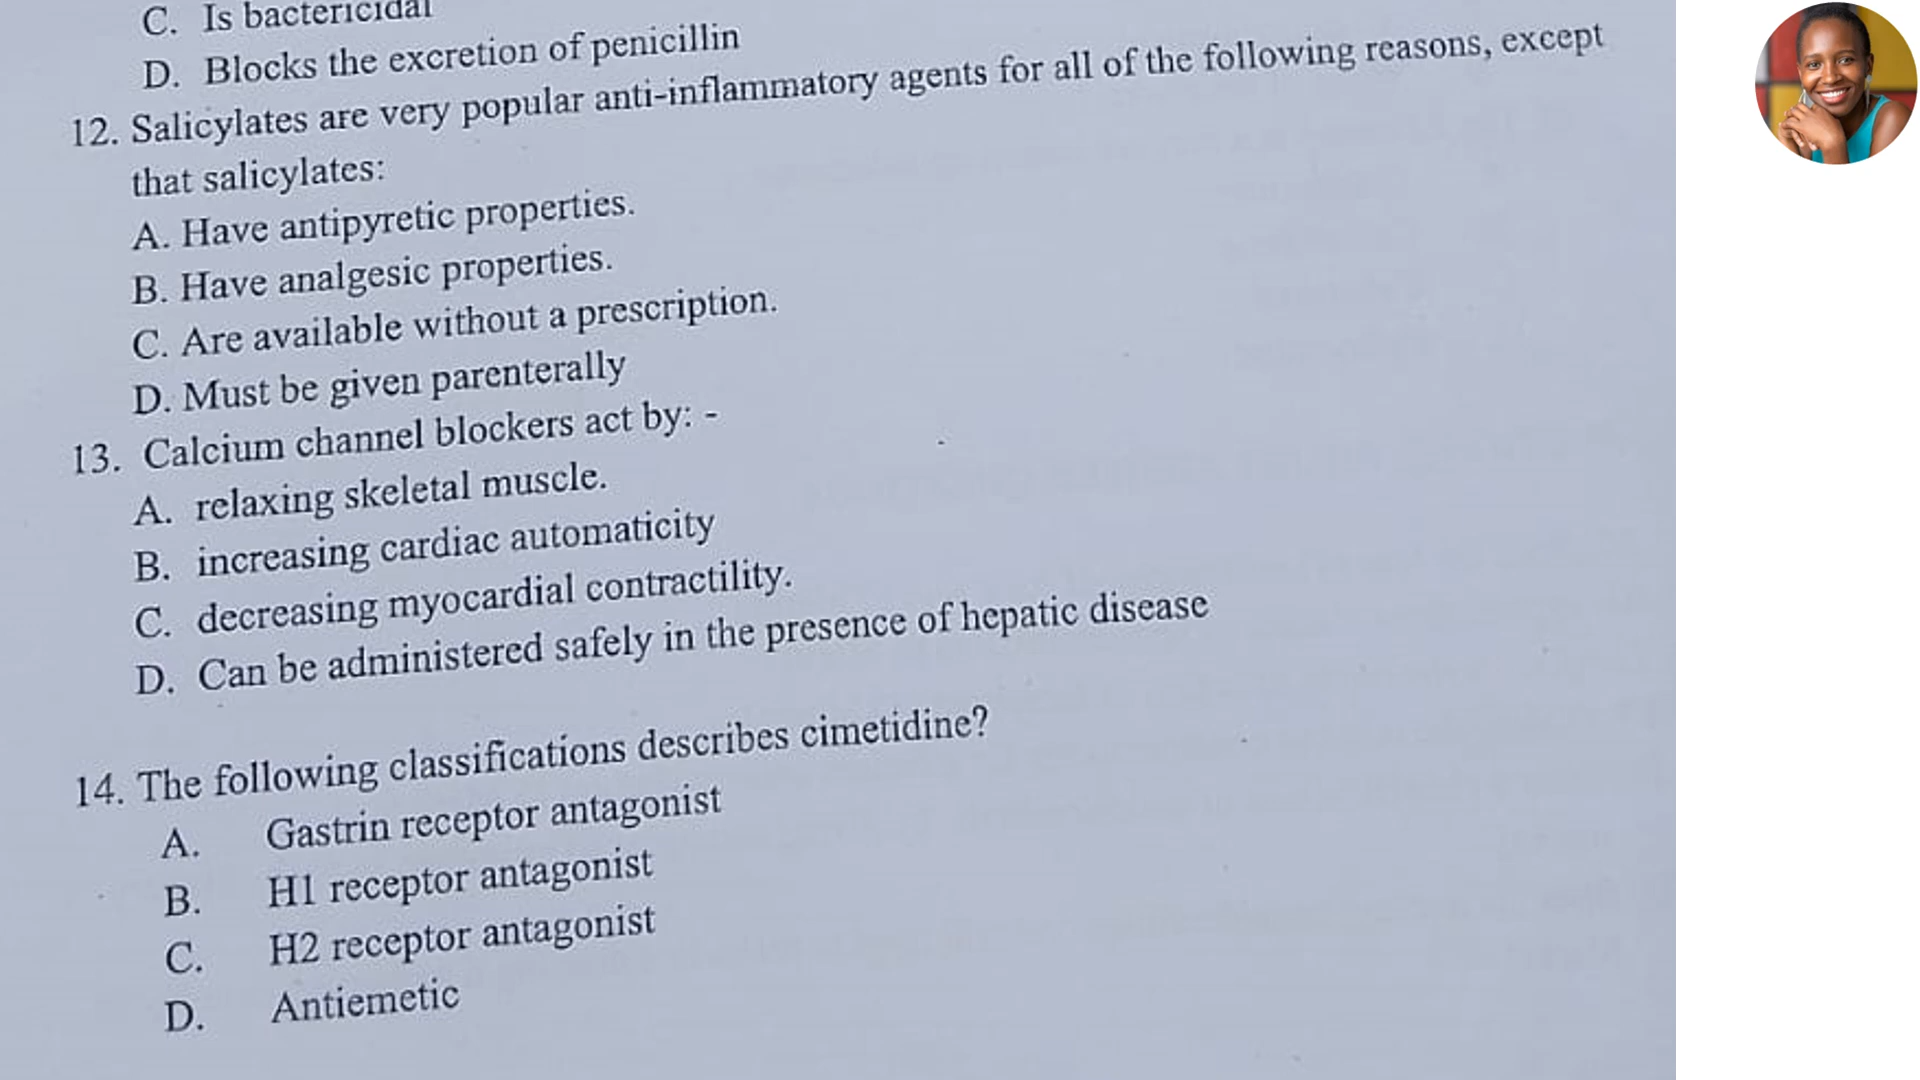 C. Is bactericidal
D. Blocks the excretion of penicillin
12. Salicylates are very popular anti-inflammatory agents for all of the following reasons, except
that salicylates:
A. Have antipyretic properties.
B. Have analgesic properties.
C. Are available without a prescription.
D. Must be given parenterally
13. Calcium channel blockers act by: -
A. relaxing skeletal muscle.
B. increasing cardiac automaticity
C. decreasing myocardial contractility.
D. Can be administered safely in the presence of hepatic disease
14. The following classifications describes cimetidine?
A. Gastrin receptor antagonist
B. H1 receptor antagonist
C. H2 receptor antagonist
D. Antiemetic